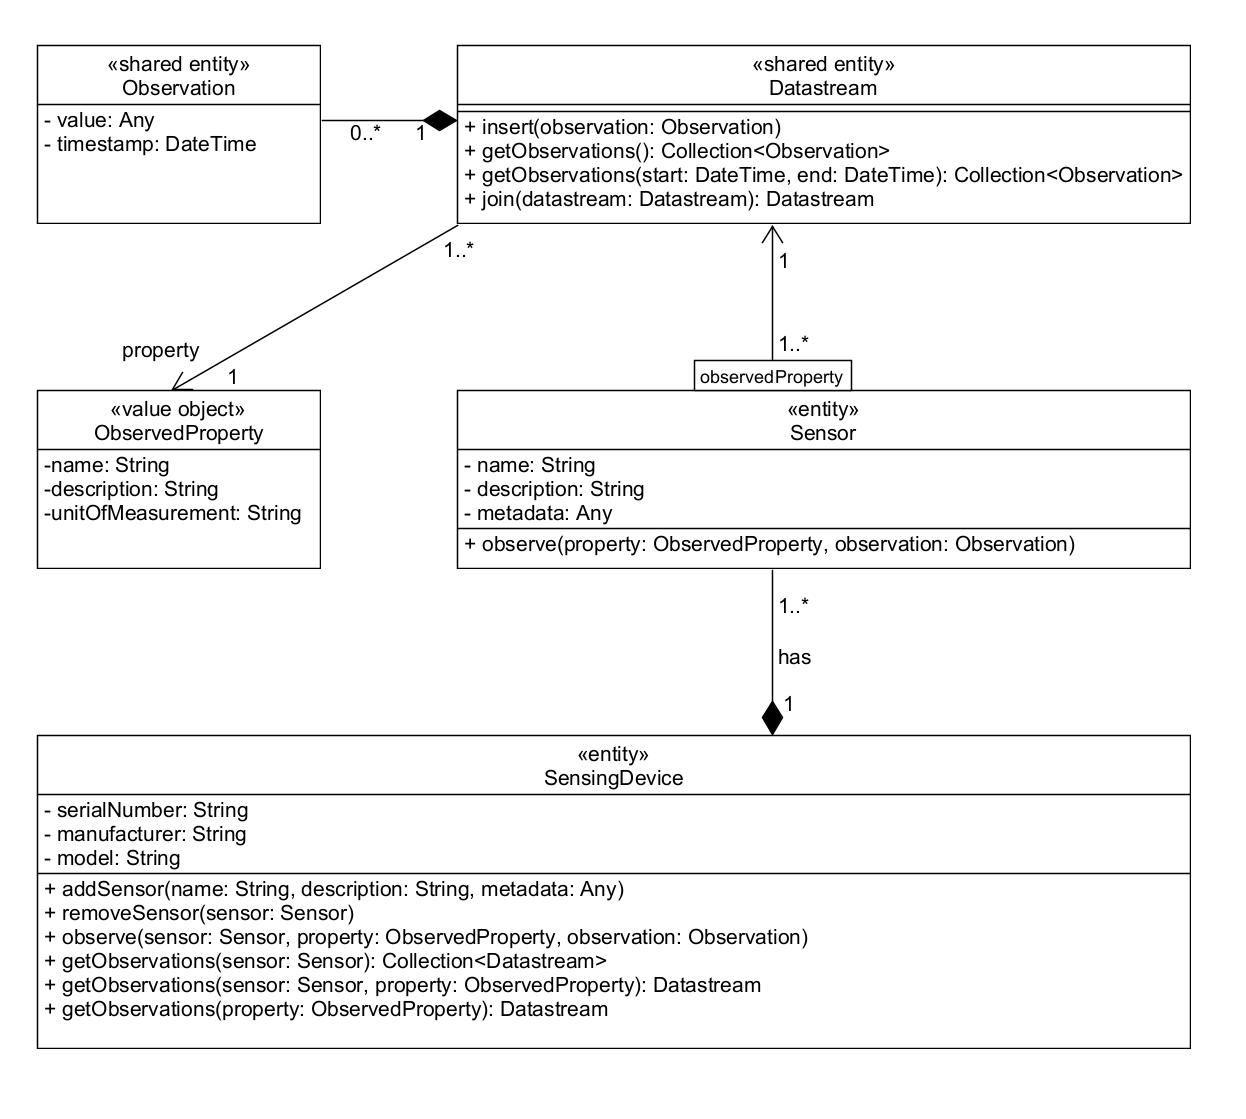 «shared entity»
Observation
- value: Any
- timestamp: DateTime
0..*
1
«shared entity»
Datastream
+ insert(observation: Observation)
+ getObservations(): Collection<Observation>
+ getObservations(start: DateTime, end: DateTime): Collection<Observation>
+ join(datastream: Datastream): Datastream
1..*
property
1
1
1..*
observedProperty
«value object»
ObservedProperty
-name: String
-description: String
-unitOfMeasurement: String
«entity»
Sensor
- name: String
- description: String
- metadata: Any
+ observe(property: ObservedProperty, observation: Observation)
1..*
has
1
«entity»
SensingDevice
- serialNumber: String
- manufacturer: String
- model: String
+ addSensor(name: String, description: String, metadata: Any)
+ removeSensor(sensor: Sensor)
+ observe(sensor: Sensor, property: ObservedProperty, observation: Observation)
+ getObservations(sensor: Sensor): Collection<Datastream>
+ getObservations(sensor: Sensor, property: ObservedProperty): Datastream
+ getObservations(property: ObservedProperty): Datastream